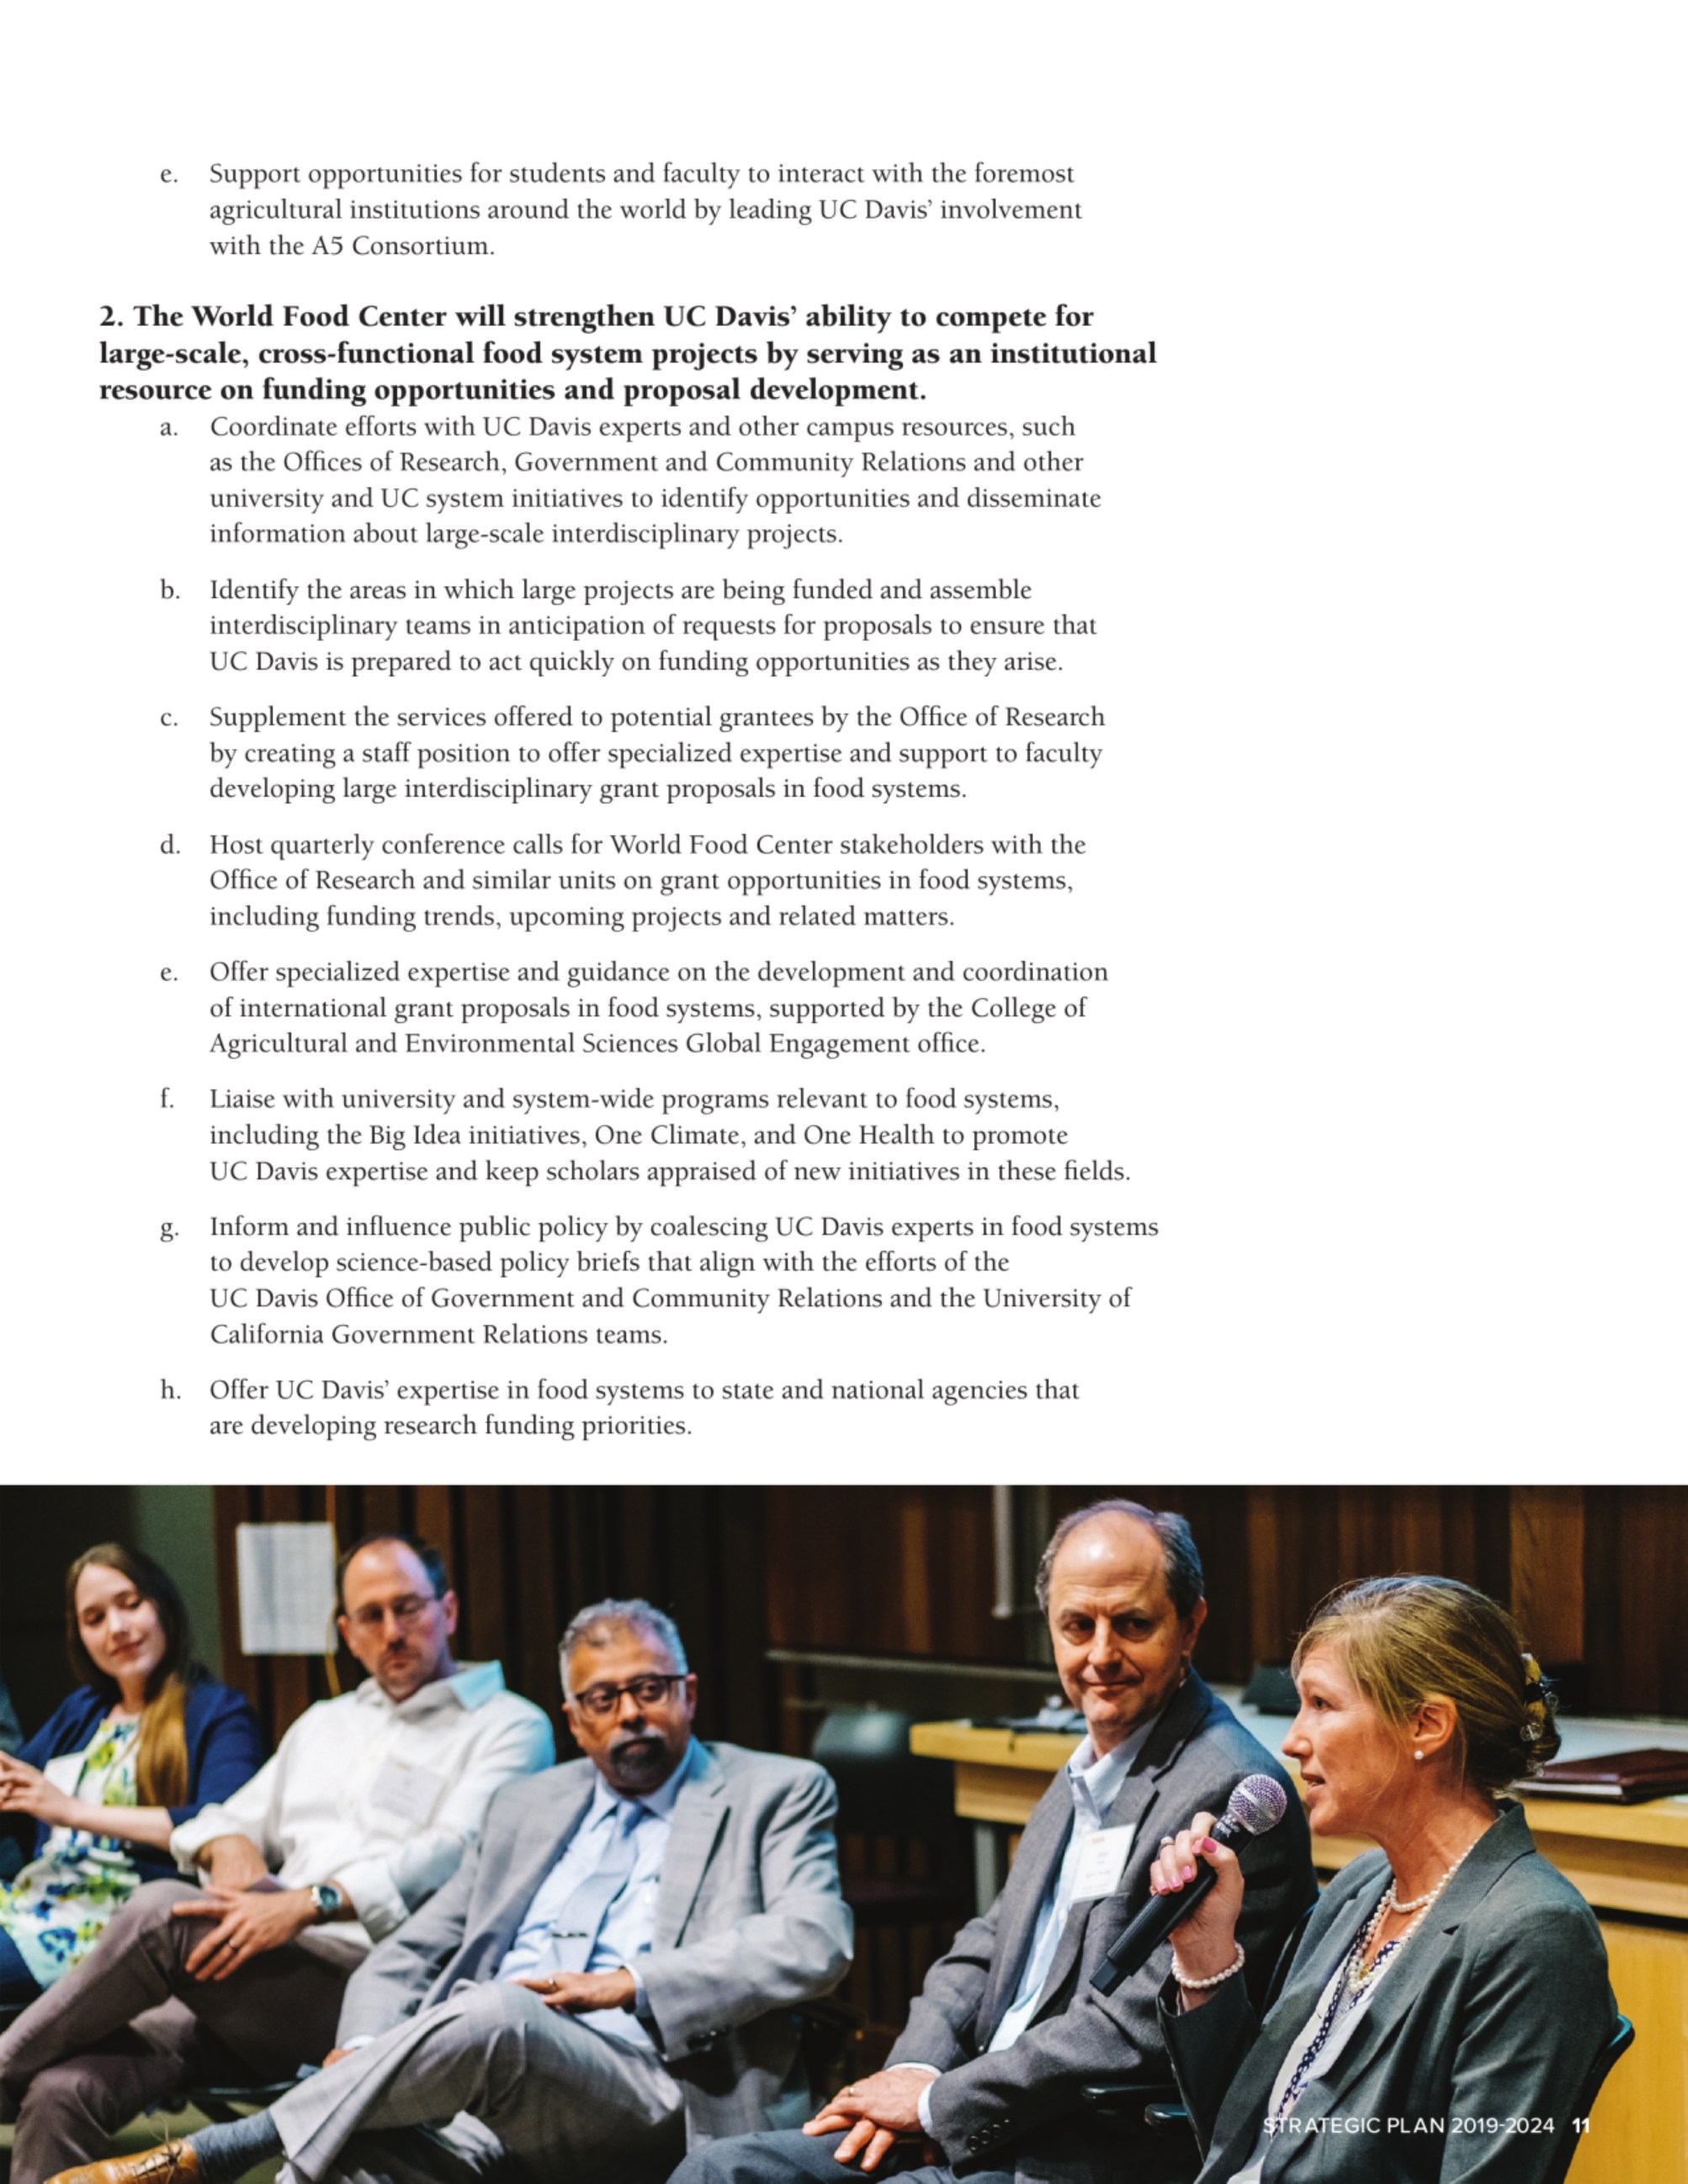 e. Support opportunities for students and faculty to interact with the foremost
agricultural institutions around the world by leading UC Davis’ involvement
with the A5 Consortium.
2. The World Food Center will strengthen UC Davis’ ability to compete for
large-scale, cross-functional food system projects by serving as an institutional
resource on funding opportunities and proposal development.
a. Coordinate efforts with UC Davis experts and other campus resources, such
as the Offices of Research, Government and Community Relations and other
university and UC system initiatives to identify opportunities and disseminate
information about large-scale interdisciplinary projects.
b. Identify the areas in which large projects are being funded and assemble
interdisciplinary teams in anticipation of requests for proposals to ensure that
UC Davis is prepared to act quickly on funding opportunities as they arise.
c. Supplement the services offered to potential grantees by the Office of Research
by creating a staff position to offer specialized expertise and support to faculty
developing large interdisciplinary grant proposals in food systems.
d. Host quarterly conference calls for World Food Center stakeholders with the
Office of Research and similar units on grant opportunities in food systems,
including funding trends, upcoming projects and related matters.
e. Offer specialized expertise and guidance on the development and coordination
of international grant proposals in food systems, supported by the College of
Agricultural and Environmental Sciences Global Engagement office.
f. Liaise with university and system-wide programs relevant to food systems,
including the Big Idea initiatives, One Climate, and One Health to promote
UC Davis expertise and keep scholars appraised of new initiatives in these fields.
g. Inform and influence public policy by coalescing UC Davis experts in food systems
to develop science-based policy briefs that align with the efforts of the
UC Davis Office of Government and Community Relations and the University of
California Government Relations teams.
h. Offer UC Davis’ expertise in food systems to state and national agencies that
are developing research funding priorities.
STRATEGIC PLAN 2019-2024 11